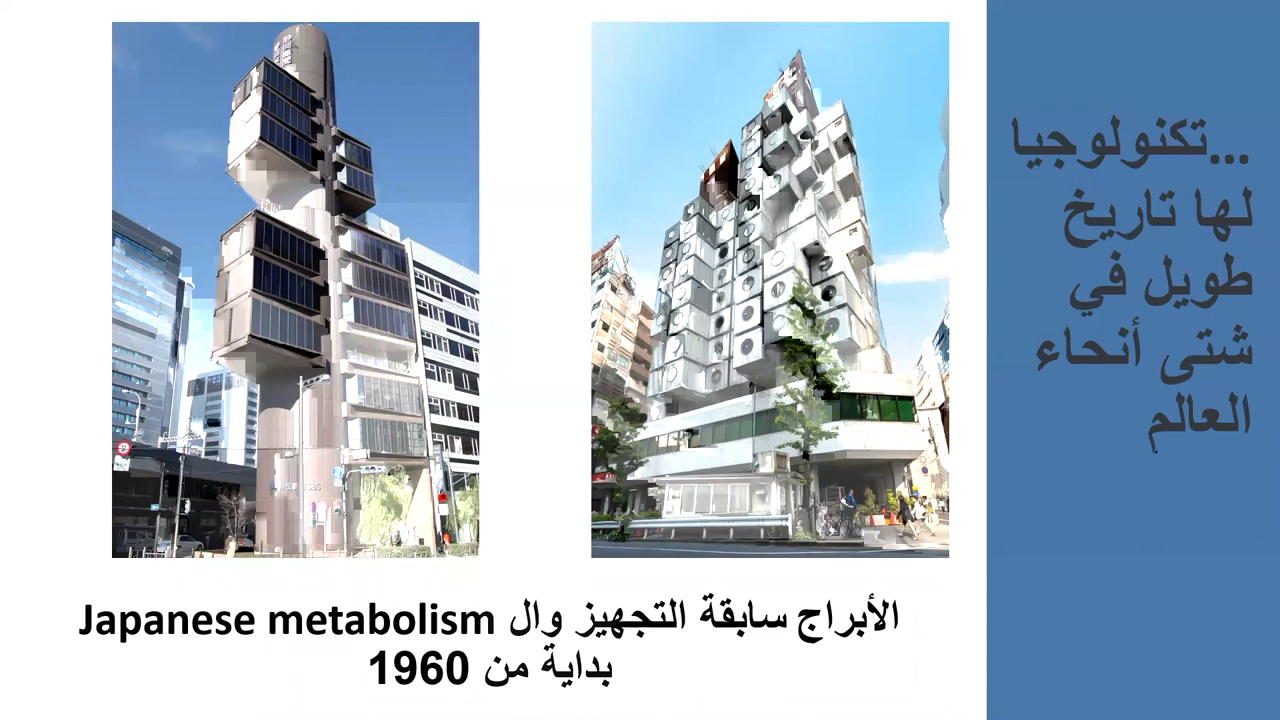 ...تكنولوجيا
لها تاريخ
طويل في
شتى أنحاء
العالم
الأبراج سابقة التجهيز وال Japanese metabolism
بداية من 1960